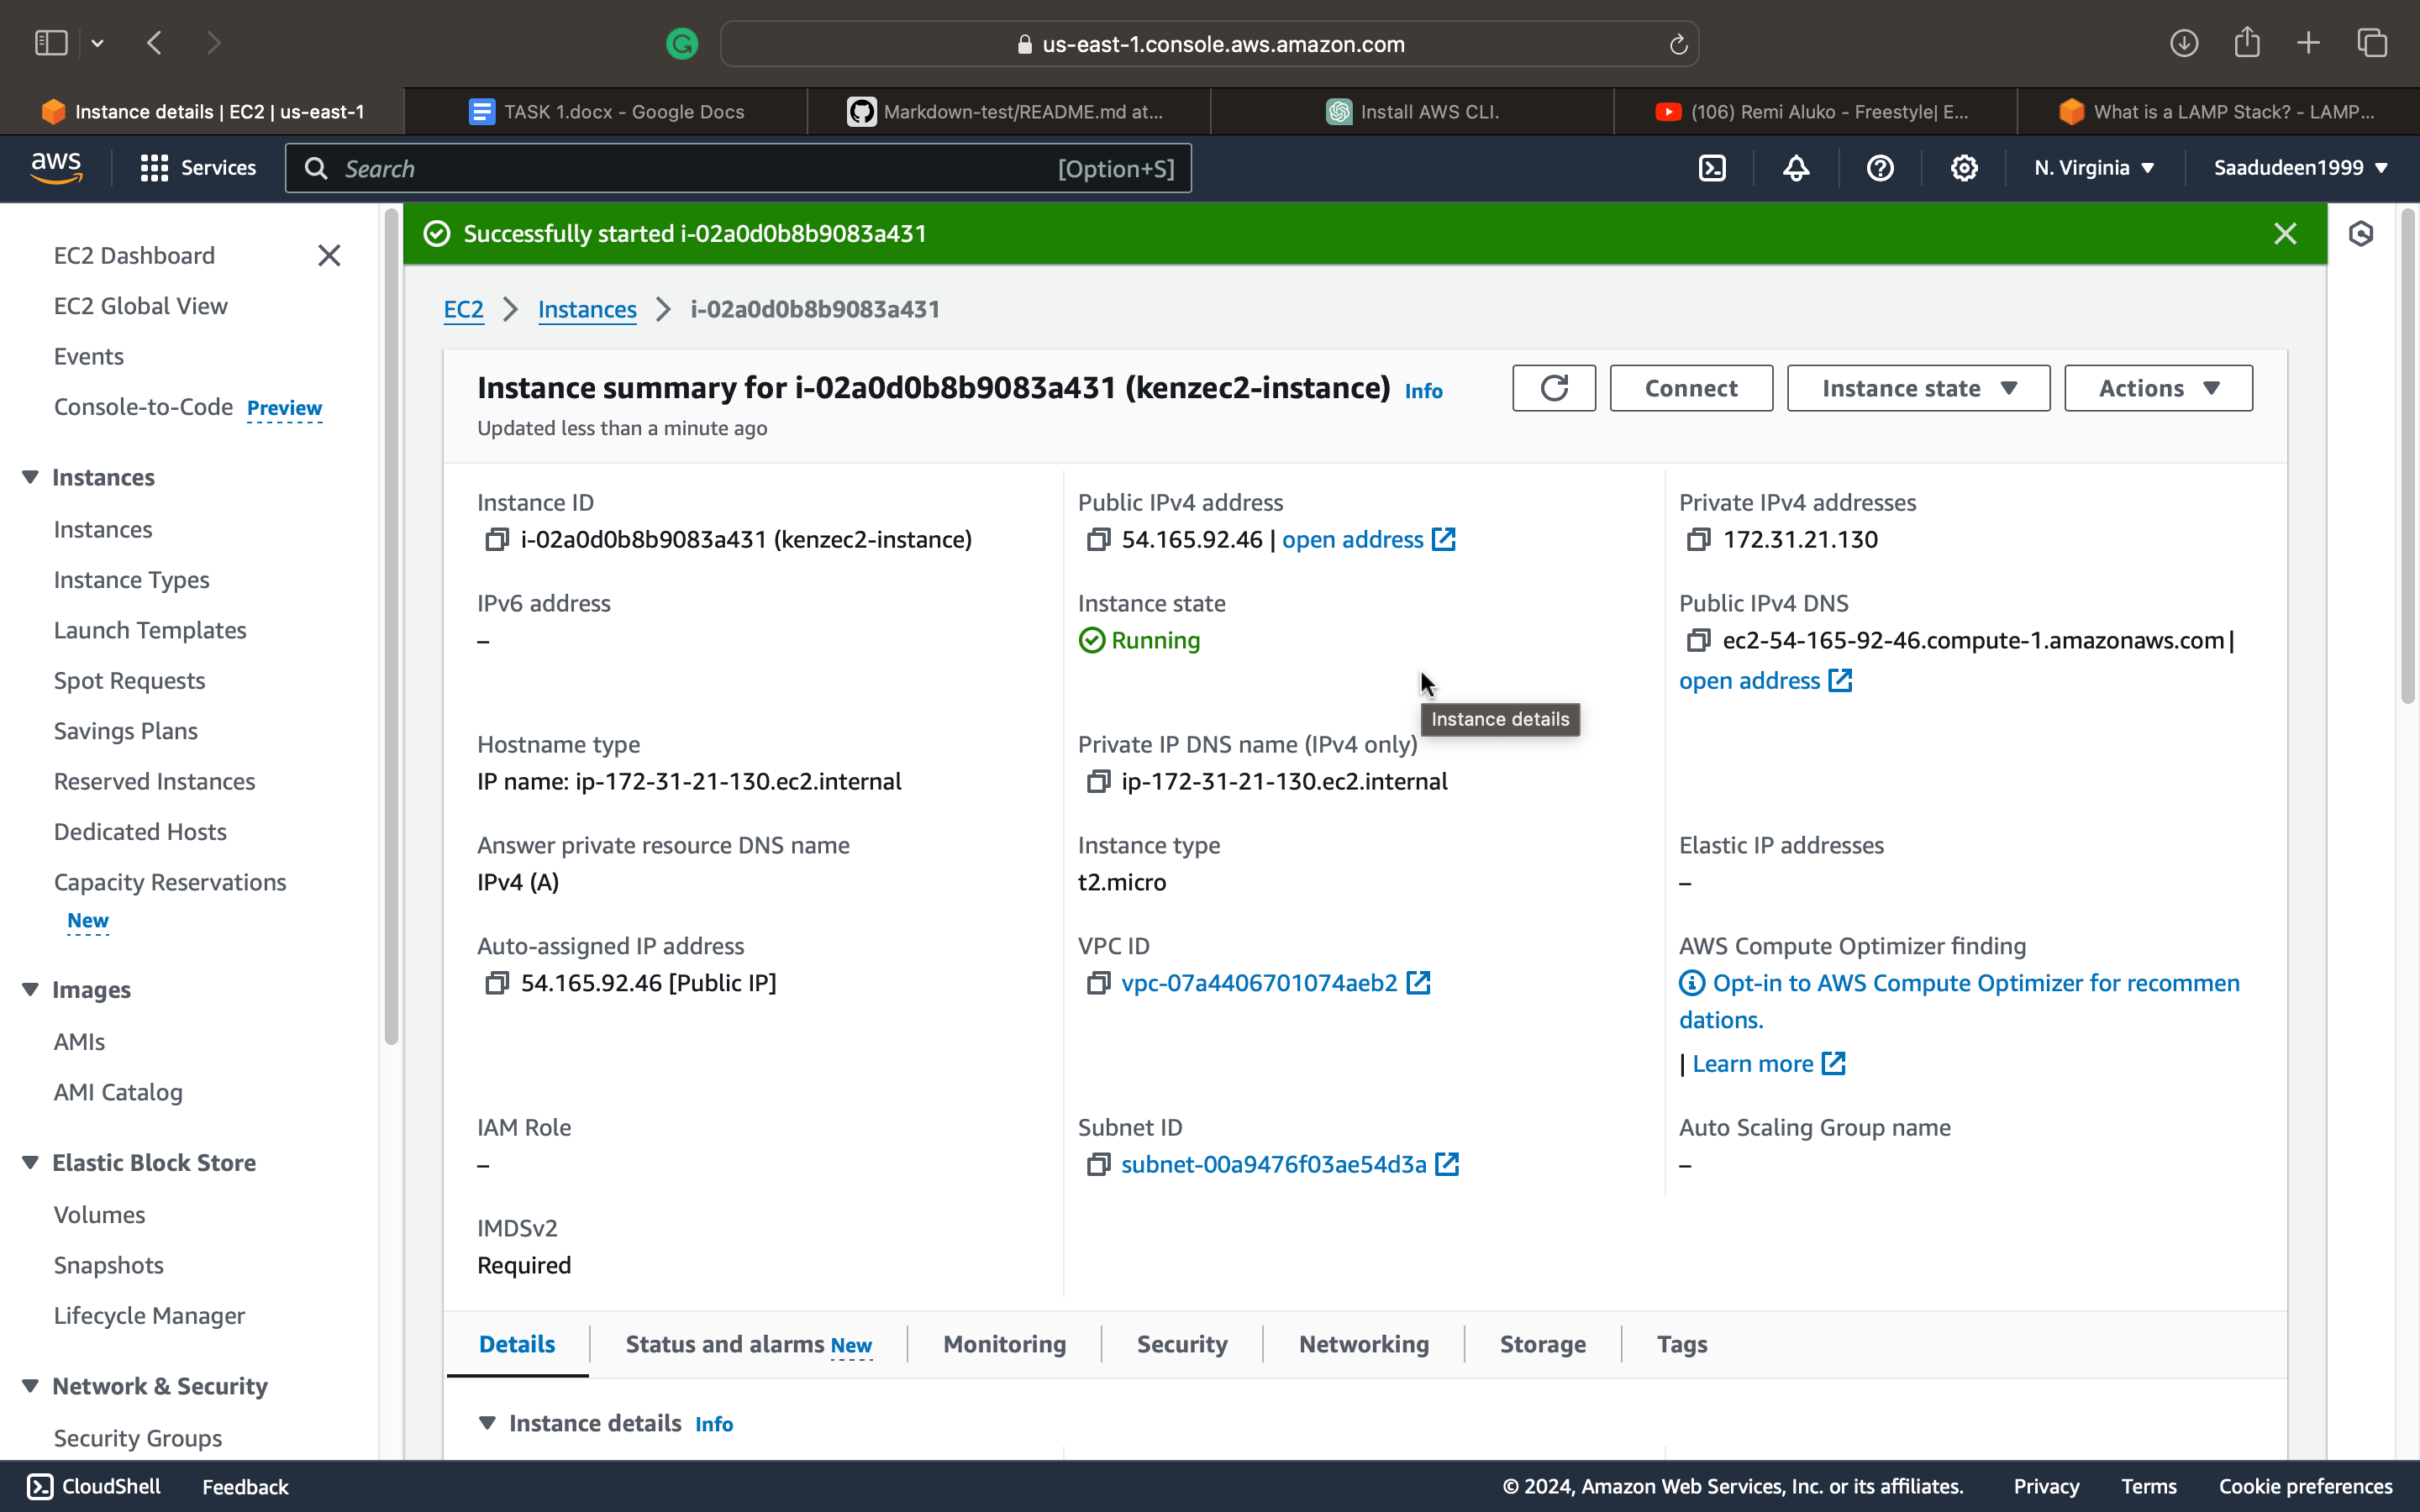 us-east-1.console.aws.amazon.com
Instance details | EC2 | us-east-1
TASK 1.docx - Google Docs
Markdown-test/README.md at...
Install AWS CLI.
(106) Remi Aluko - Freestyle| E...
What is a LAMP Stack? - LAMP...
aws
Services
Search
[Option+S]
N. Virginia
Saadudeen1999
EC2 Dashboard
EC2 Global View
Events
Console-to-Code Preview
Instances
Instances
Instance Types
Launch Templates
Spot Requests
Savings Plans
Reserved Instances
Dedicated Hosts
Capacity Reservations
New
Images
AMIs
AMI Catalog
Elastic Block Store
Volumes
Snapshots
Lifecycle Manager
Network & Security
Security Groups
Successfully started i-02a0d0b8b9083a431
EC2 > Instances > i-02a0d0b8b9083a431
Instance summary for i-02a0d0b8b9083a431 (kenzec2-instance) Info
Updated less than a minute ago
Connect
Instance state
Actions
Instance ID
i-02a0d0b8b9083a431 (kenzec2-instance)
Public IPv4 address
54.165.92.46 | open address
Private IPv4 addresses
172.31.21.130
IPv6 address
–
Instance state
Running
Public IPv4 DNS
ec2-54-165-92-46.compute-1.amazonaws.com |
open address
Instance details
Hostname type
IP name: ip-172-31-21-130.ec2.internal
Private IP DNS name (IPv4 only)
ip-172-31-21-130.ec2.internal
Answer private resource DNS name
IPv4 (A)
Instance type
t2.micro
Elastic IP addresses
–
Auto-assigned IP address
54.165.92.46 [Public IP]
VPC ID
vpc-07a4406701074aeb2
AWS Compute Optimizer finding
Opt-in to AWS Compute Optimizer for recommen
dations.
| Learn more
IAM Role
–
Subnet ID
subnet-00a9476f03ae54d3a
Auto Scaling Group name
–
IMDSv2
Required
Details
Status and alarms New
Monitoring
Security
Networking
Storage
Tags
Instance details Info
CloudShell
Feedback
© 2024, Amazon Web Services, Inc. or its affiliates.
Privacy
Terms
Cookie preferences